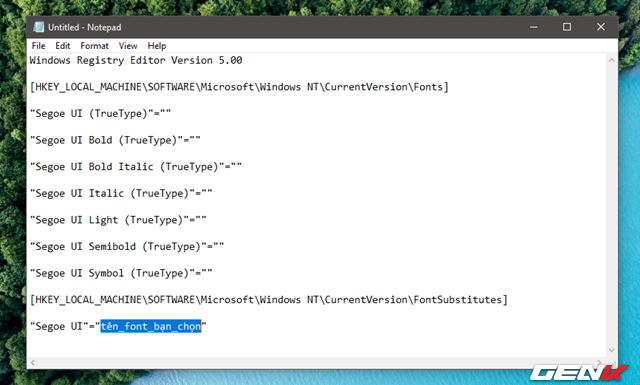 Untitled - Notepad
File Edit Format View Help
Windows Registry Editor Version 5.00
[HKEY_LOCAL_MACHINE\SOFTWARE\Microsoft\Windows NT\CurrentVersion\Fonts]
"Segoe UI (TrueType)"=""
"Segoe UI Bold (TrueType)"=""
"Segoe UI Bold Italic (TrueType)"=""
"Segoe UI Italic (TrueType)"=""
"Segoe UI Light (TrueType)"=""
"Segoe UI Semibold (TrueType)"=""
"Segoe UI Symbol (TrueType)"=""
[HKEY_LOCAL_MACHINE\SOFTWARE\Microsoft\Windows NT\CurrentVersion\FontSubstitutes]
"Segoe UI"="tên_font_bạn_chọn"
GENK